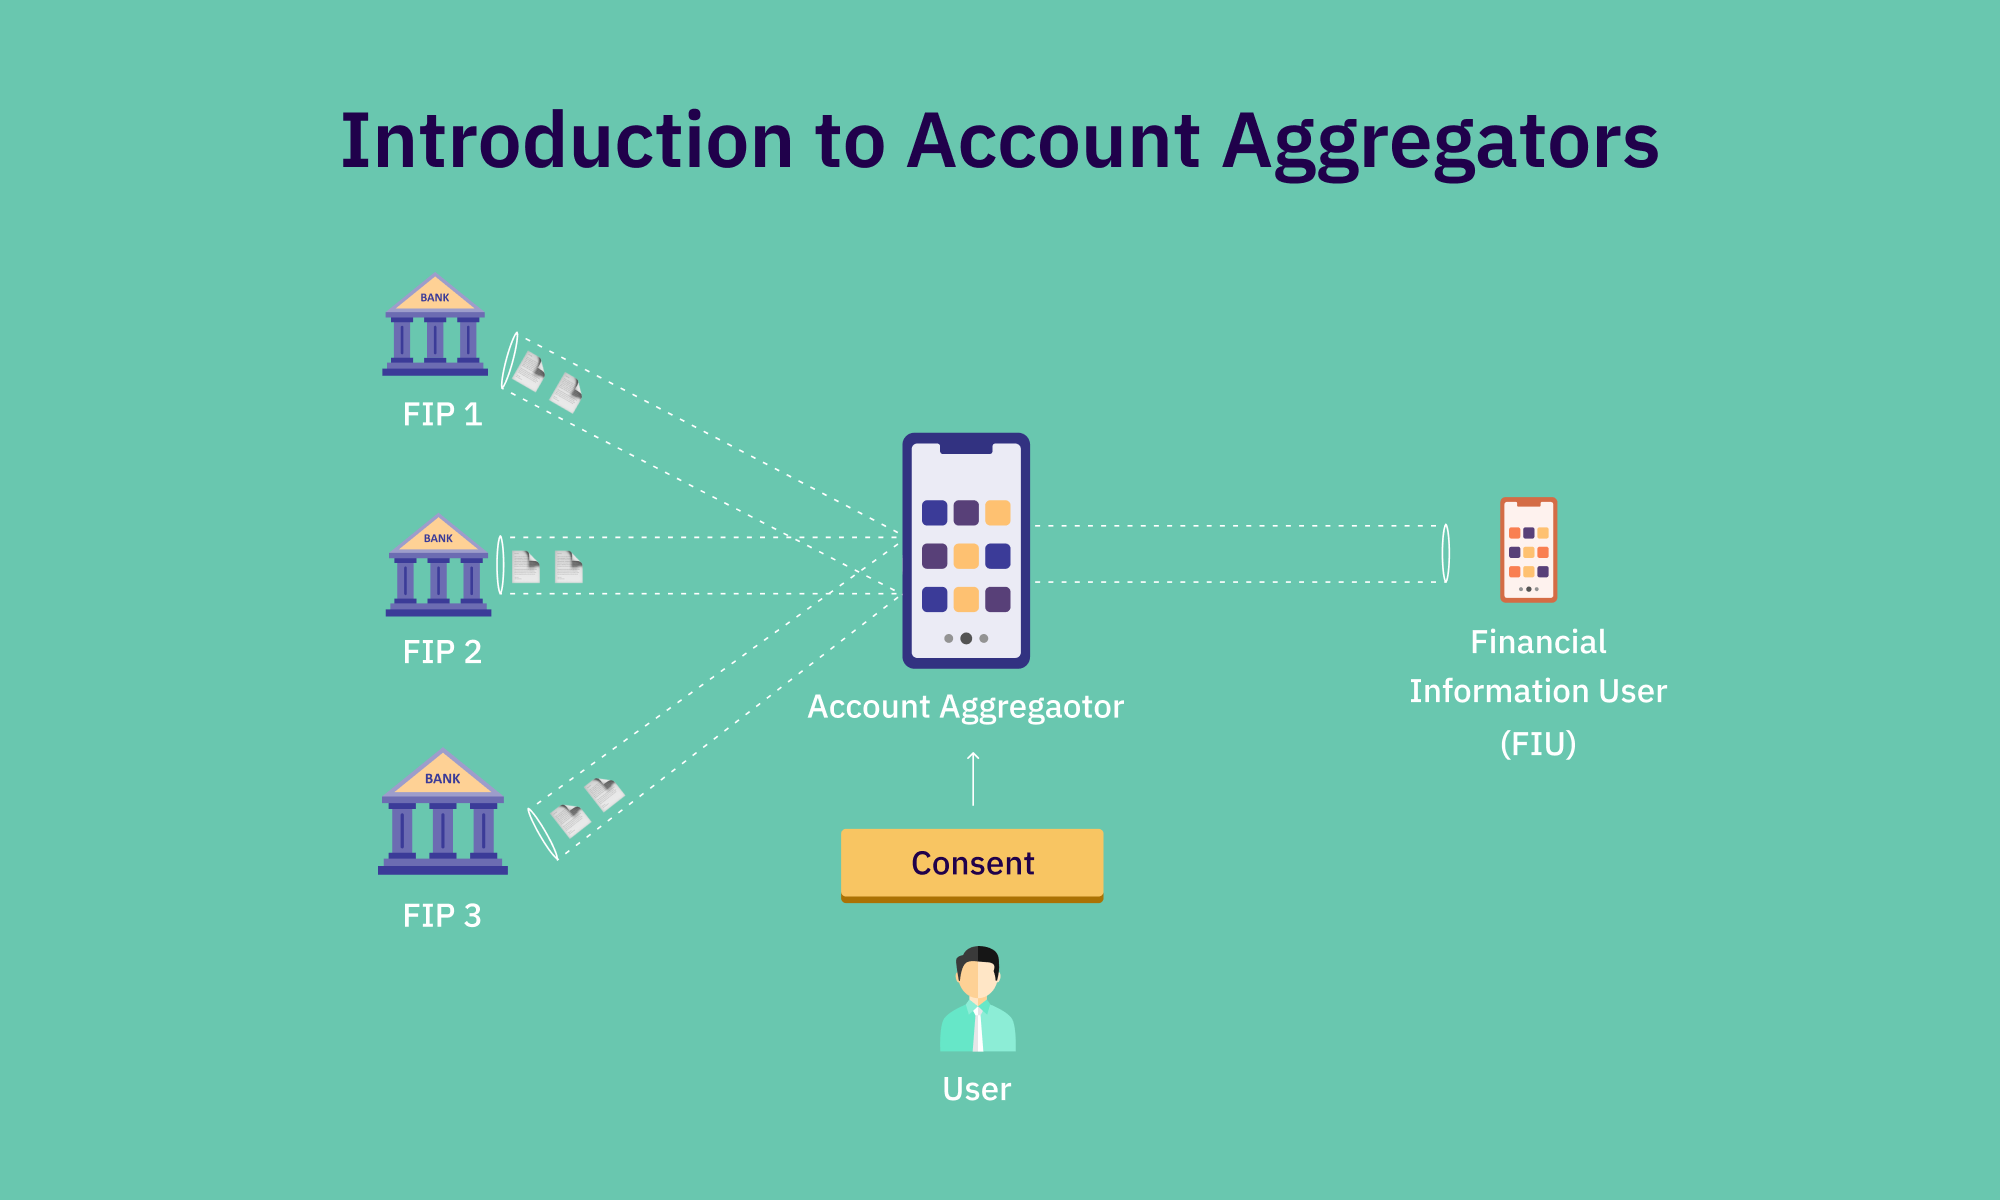 Introduction to Account Aggregators
BANK
FIP 1
BANK
FIP 2
BANK
FIP 3
Account Aggregaotor
Consent
User
Financial
Information User
(FIU)